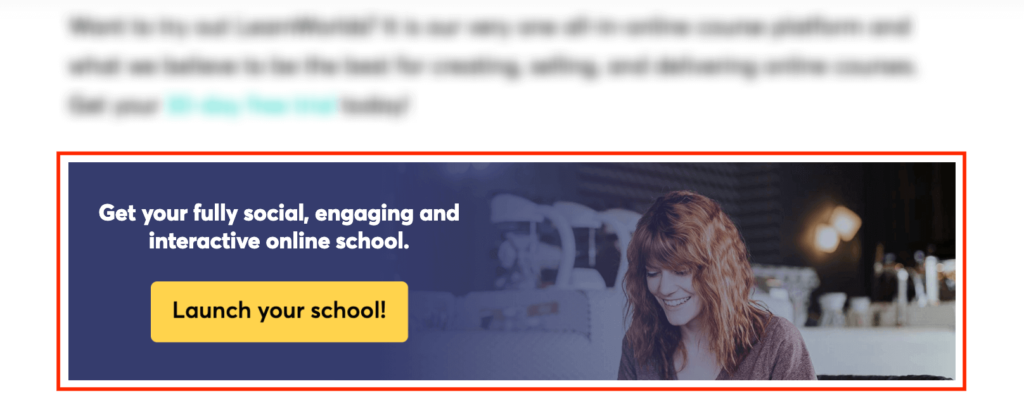 Want to try out LearnWorlds? It is our very one all-in-online course platform and
what we believe to be the best for creating, selling, and delivering online courses.
Get your 30-day free trial today!
Get your fully social, engaging and
interactive online school.
Launch your school!